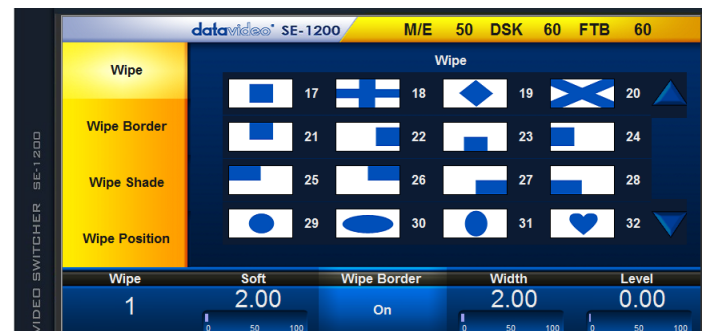 datavideo® SE-1200 M/E 50 DSK 60 FTB 60
Wipe
Wipe
17 18 19 20
Wipe Border
21 22 23 24
Wipe Shade
25 26 27 28
Wipe Position
29 30 31 32
Wipe Soft Wipe Border Width Level
1 2.00 On 2.00 0.00
0 50 100 0 50 100 0 50 100
VIDEO SWITCHER SE-1200